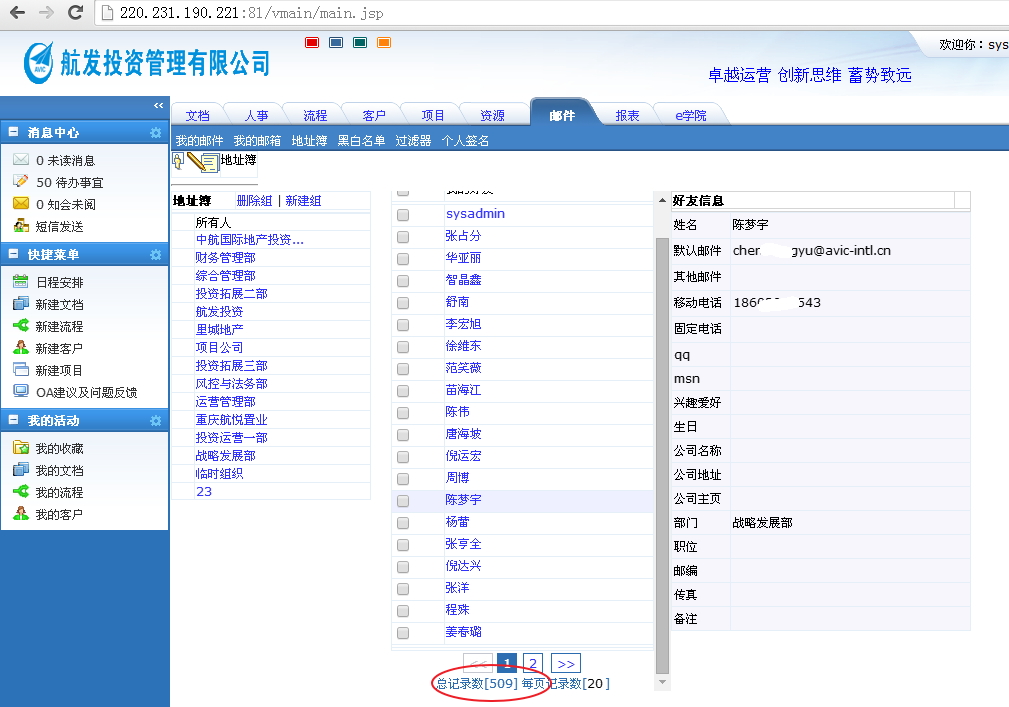 220.231.190.221:81/vmain/main.jsp
AVIC 航发投资管理有限公司
欢迎你：sys
卓越运营 创新思维 蓄势致远
<<
文档 人事 流程 客户 项目 资源 邮件 报表 e学院
我的邮件 我的邮箱 地址簿 黑白名单 过滤器 个人签名
地址簿
消息中心
0 未读消息
50 待办事宜
0 知会未阅
短信发送
快捷菜单
日程安排
新建文档
新建流程
新建客户
新建项目
OA建议及问题反馈
我的活动
我的收藏
我的文档
我的流程
我的客户
地址簿 删除组 | 新建组
所有人
中航国际地产投资...
财务管理部
综合管理部
投资拓展二部
航发投资
里城地产
项目公司
投资拓展三部
风控与法务部
运营管理部
重庆航悦置业
投资运营一部
战略发展部
临时组织
23
我的好友
sysadmin
张占分
华亚丽
智晶鑫
舒南
李宏旭
徐维东
范笑薇
苗海江
陈伟
唐海坡
倪运宏
周博
陈梦宇
杨蕾
张亨全
倪达兴
张洋
程殊
姜春璐
<< 1 2 >>
总记录数[509] 每页记录数[20 ]
好友信息
姓名 陈梦宇
默认邮件 cher gyu@avic-intl.cn
其他邮件
移动电话 1860 543
固定电话
qq
msn
兴趣爱好
生日
公司名称
公司地址
公司主页
部门 战略发展部
职位
邮编
传真
备注